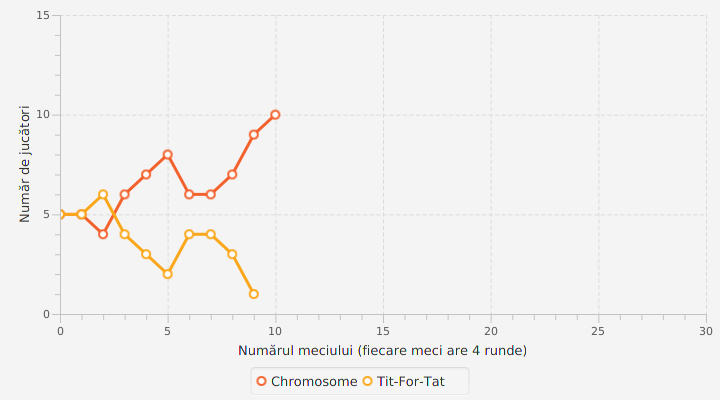 15
10
5
0
Număr de jucători
0 5 10 15 20 25 30
Numărul meciului (fiecare meci are 4 runde)
Chromosome Tit-For-Tat